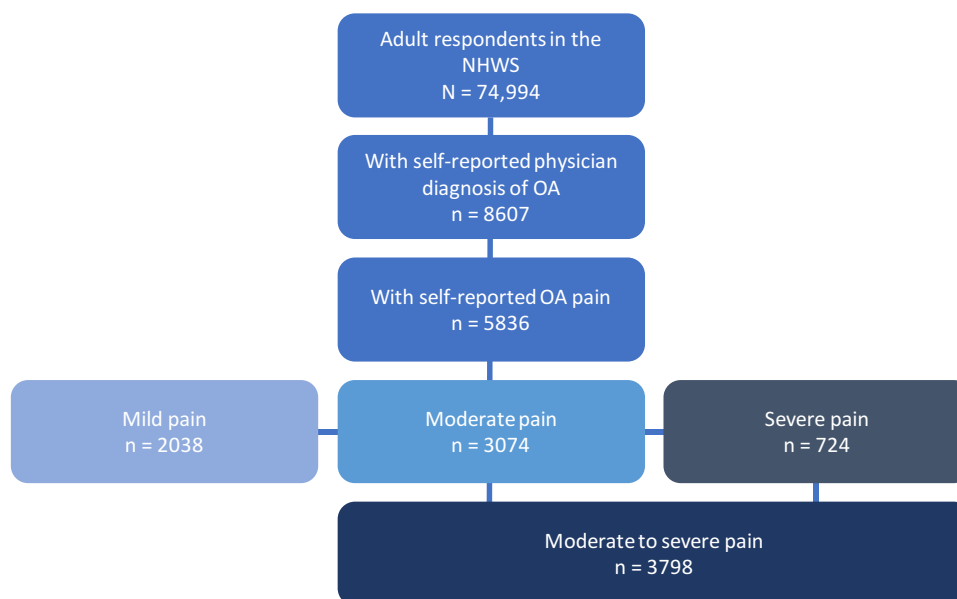 Adult respondents in the
NHWS
N = 74,994
With self-reported physician
diagnosis of OA
n = 8607
With self-reported OA pain
n = 5836
Mild pain
n = 2038
Moderate pain
n = 3074
Severe pain
n = 724
Moderate to severe pain
n = 3798